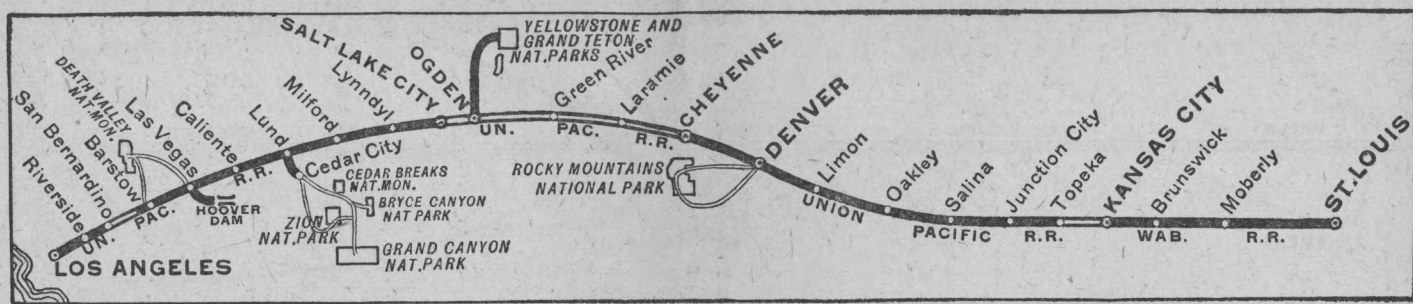 LOS ANGELES
Riverside
UN.
San Bernardino
Barstow
PAC.
DEATH VALLEY
NAT.MON.
Las Vegas
HOOVER
DAM
Caliente
R.R.
Lund
Cedar City
CEDAR BREAKS
NAT.MON.
BRYCE CANYON
NAT PARK
ZION
NAT.PARK
GRAND CANYON
NAT.PARK
Milford
Lynndyl
SALT LAKE CITY
OGDEN
YELLOWSTONE AND
GRAND TETON
NAT.PARKS
UN.
Green River
PAC.
Laramie
R.R.
CHEYENNE
ROCKY MOUNTAINS
NATIONAL PARK
DENVER
Limon
UNION
Oakley
Salina
PACIFIC
Junction City
R.R.
Topeka
KANSAS CITY
Brunswick
WAB.
Moberly
R.R.
ST.LOUIS